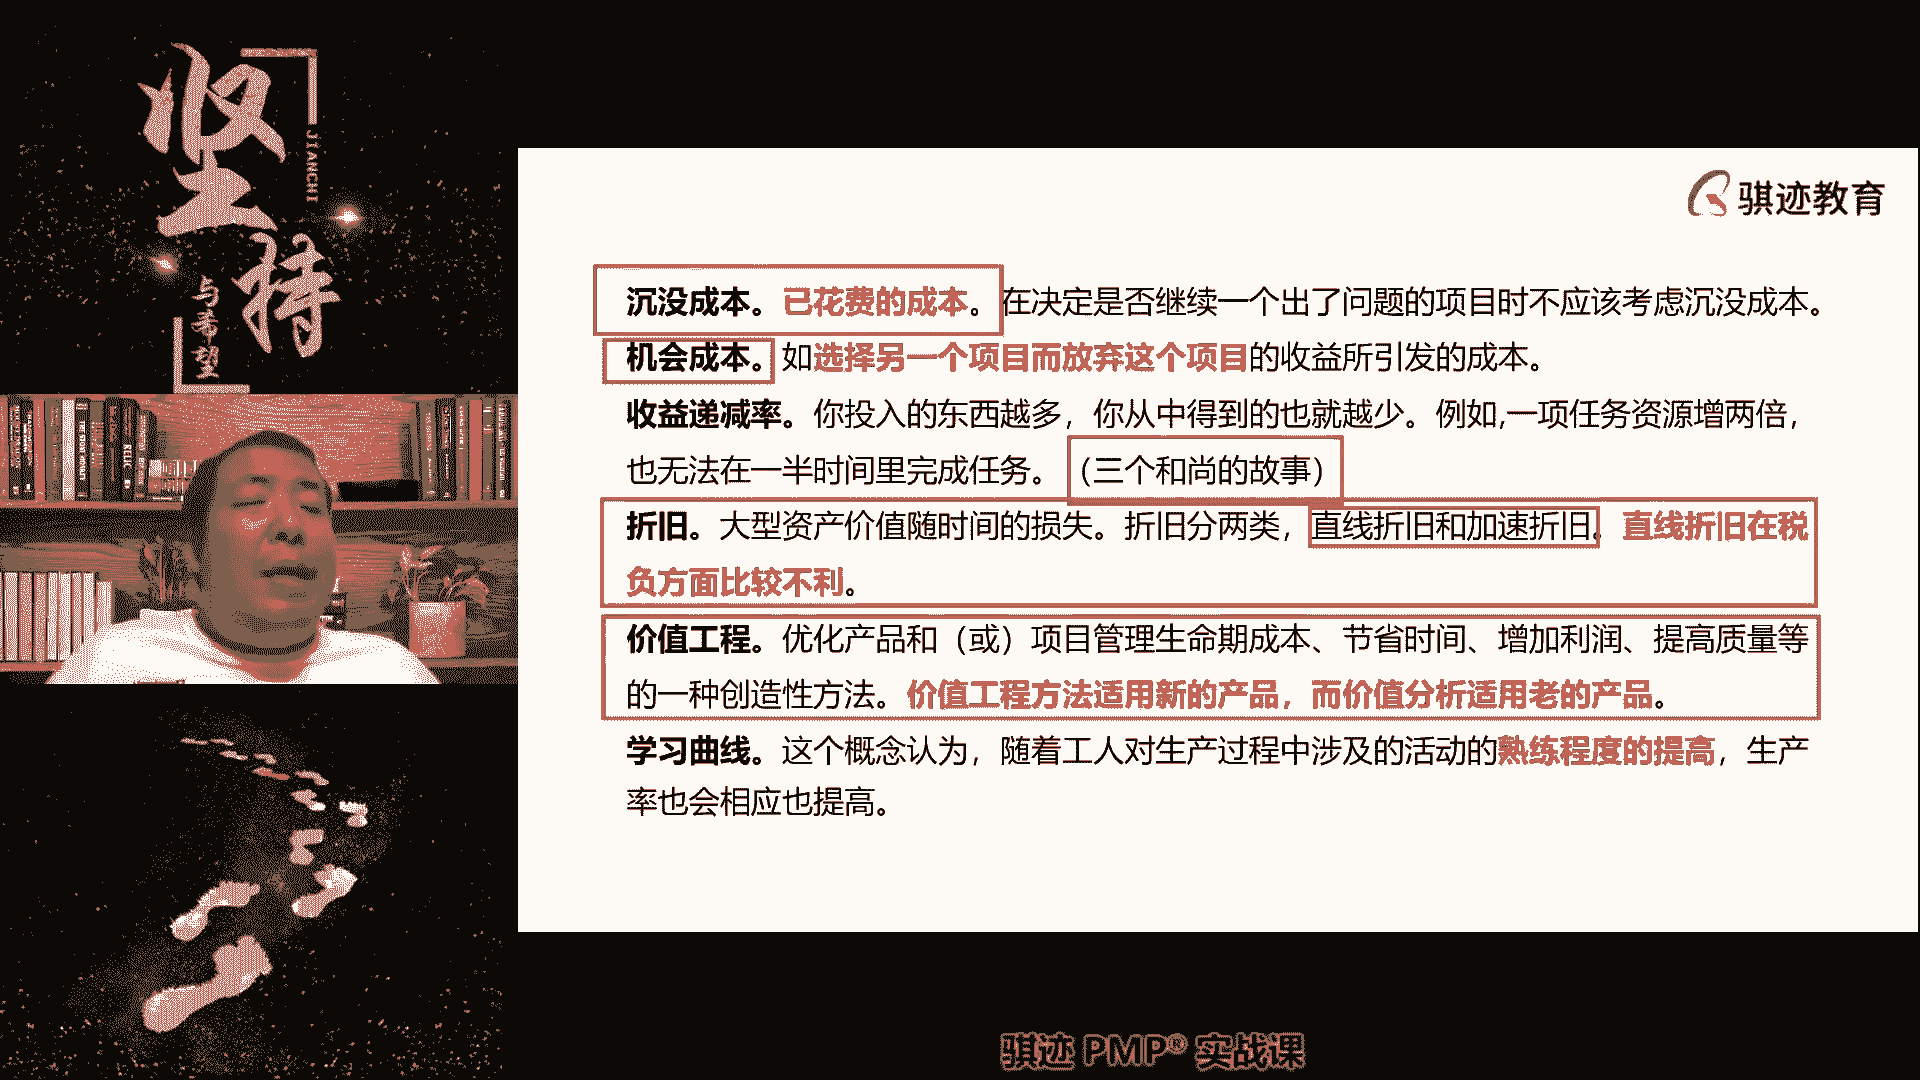 坚持
JIANCHI
与希望
骐迹教育
沉没成本。已花费的成本。在决定是否继续一个出了问题的项目时不应该考虑沉没成本。
机会成本。如选择另一个项目而放弃这个项目的收益所引发的成本。
收益递减率。你投入的东西越多，你从中得到的也就越少。例如,一项任务资源增两倍，
也无法在一半时间里完成任务。（三个和尚的故事）
折旧。大型资产价值随时间的损失。折旧分两类，直线折旧和加速折旧。直线折旧在税
负方面比较不利。
价值工程。优化产品和（或）项目管理生命期成本、节省时间、增加利润、提高质量等
的一种创造性方法。价值工程方法适用新的产品，而价值分析适用老的产品。
学习曲线。这个概念认为，随着工人对生产过程中涉及的活动的熟练程度的提高，生产
率也会相应也提高。
骐迹 PMP® 实战课